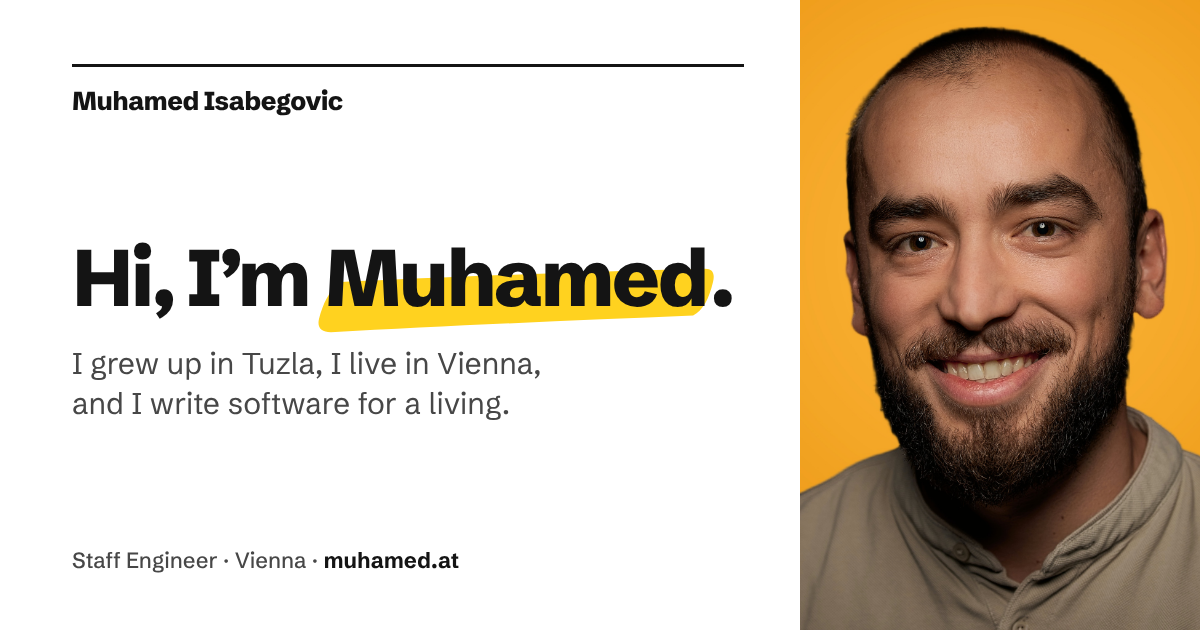 Muhamed Isabegovic
Hi, I’m Muhamed.
I grew up in Tuzla, I live in Vienna,
and I write software for a living.
Staff Engineer · Vienna · muhamed.at